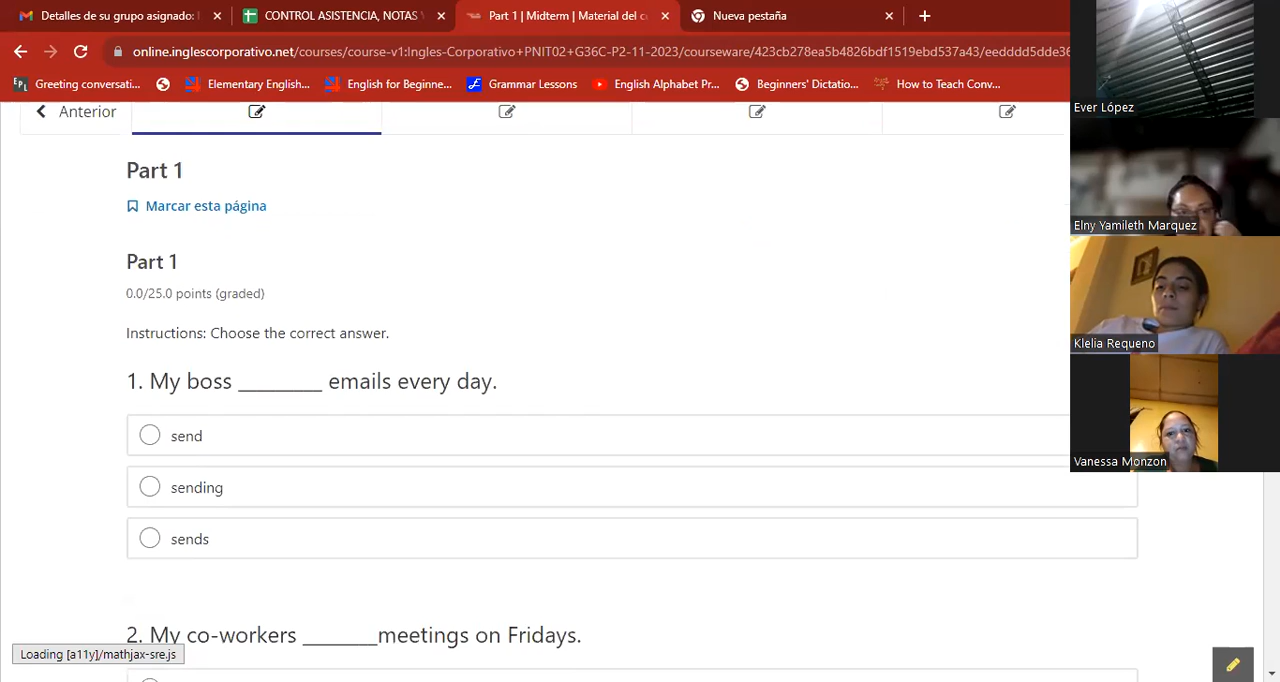 Detalles de su grupo asignado:
CONTROL ASISTENCIA, NOTAS
Part 1 | Midterm | Material del c
Nueva pestaña
online.inglescorporativo.net/courses/course-v1:Ingles-Corporativo+PNIT02+G36C-P2-11-2023/courseware/423cb278ea5b4826bdf1519ebd537a43/eedddd5dde36
Greeting conversati...
Elementary English...
English for Beginne...
Grammar Lessons
English Alphabet Pr...
Beginners' Dictatio...
How to Teach Conv...
Anterior
Part 1
Marcar esta página
Part 1
0.0/25.0 points (graded)
Instructions: Choose the correct answer.
1. My boss ________ emails every day.
send
sending
sends
2. My co-workers _______meetings on Fridays.
Loading [a11y]/mathjax-sre.js
Ever López
Elny Yamileth Marquez
Klelia Requeno
Vanessa Monzon